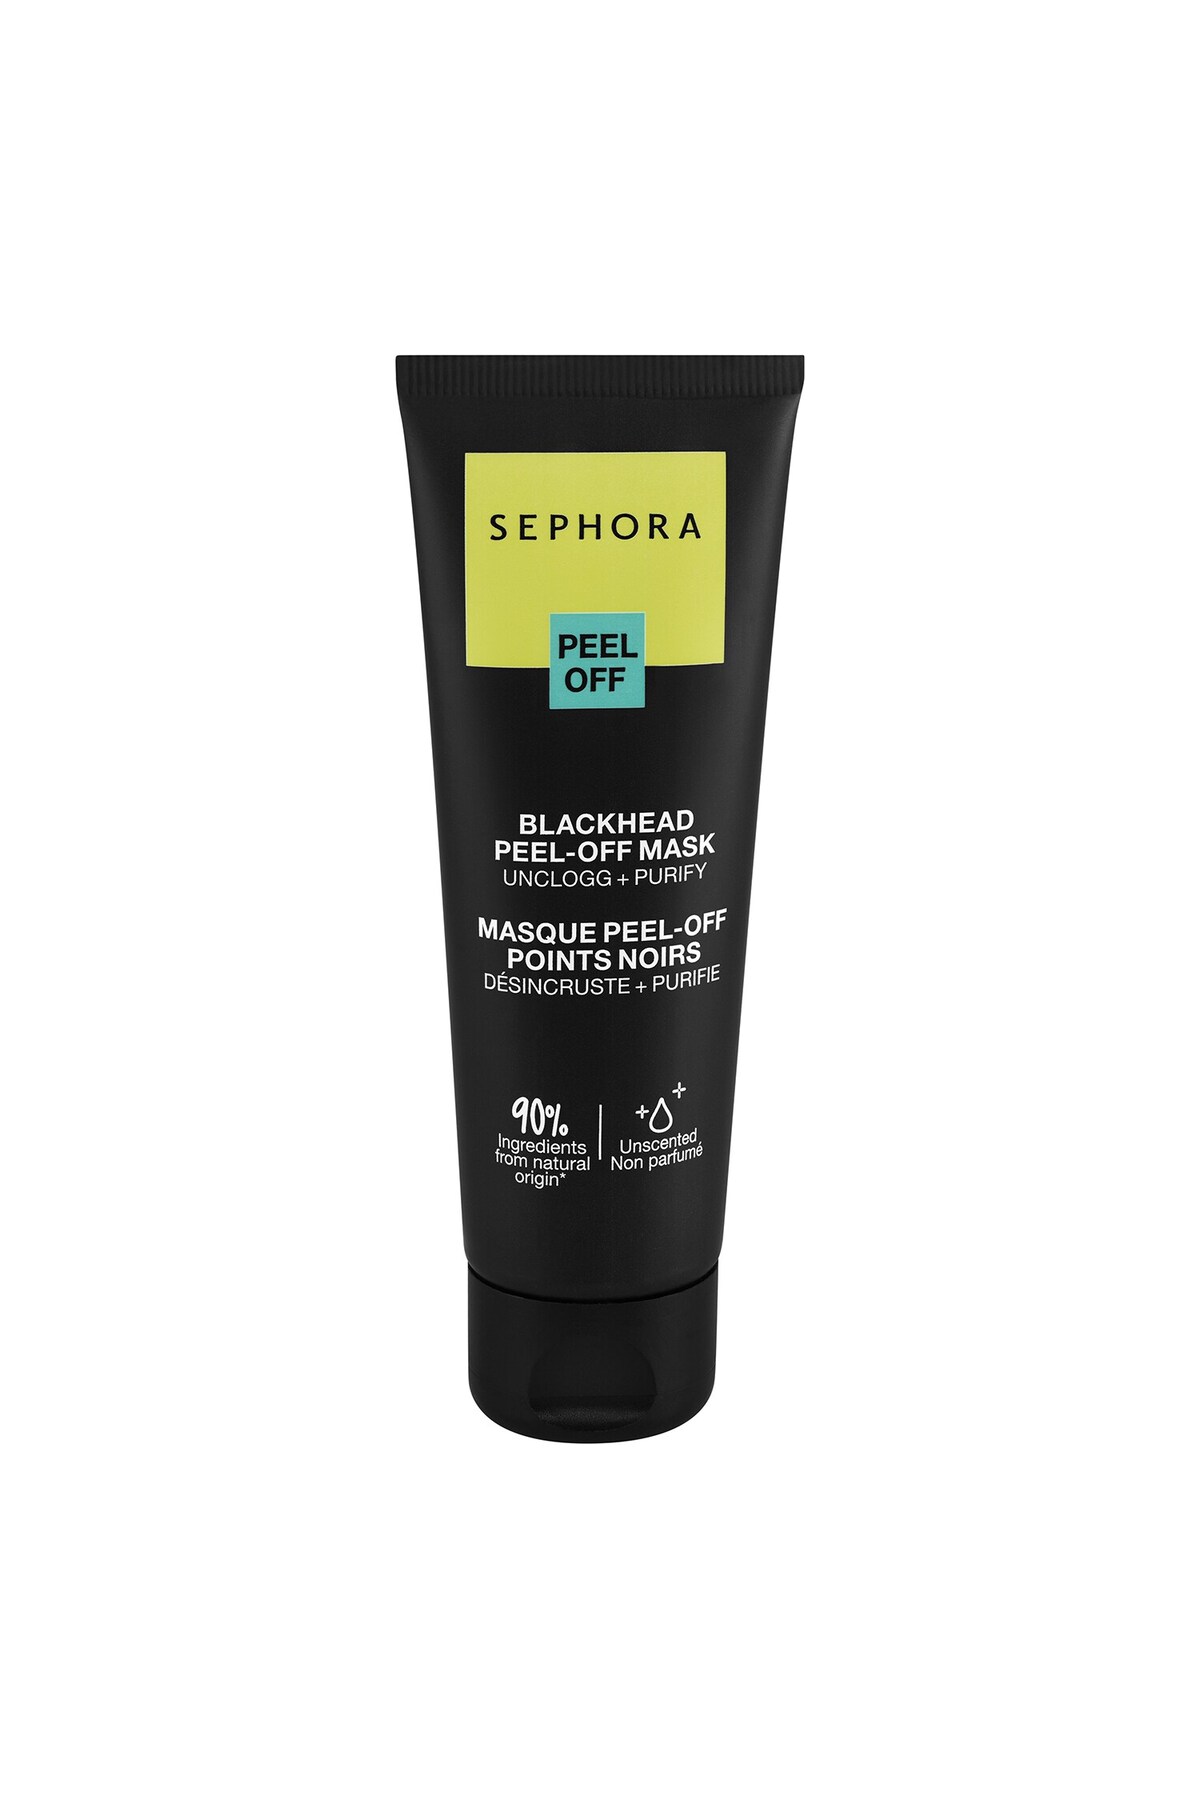 SEPHORA
PEEL
OFF
BLACKHEAD
PEEL-OFF MASK
UNCLOGG + PURIFY
MASQUE PEEL-OFF
POINTS NOIRS
DÉSINCRUSTE + PURIFIE
90%
Ingredients
from natural
origin*
Unscented
Non parfumé